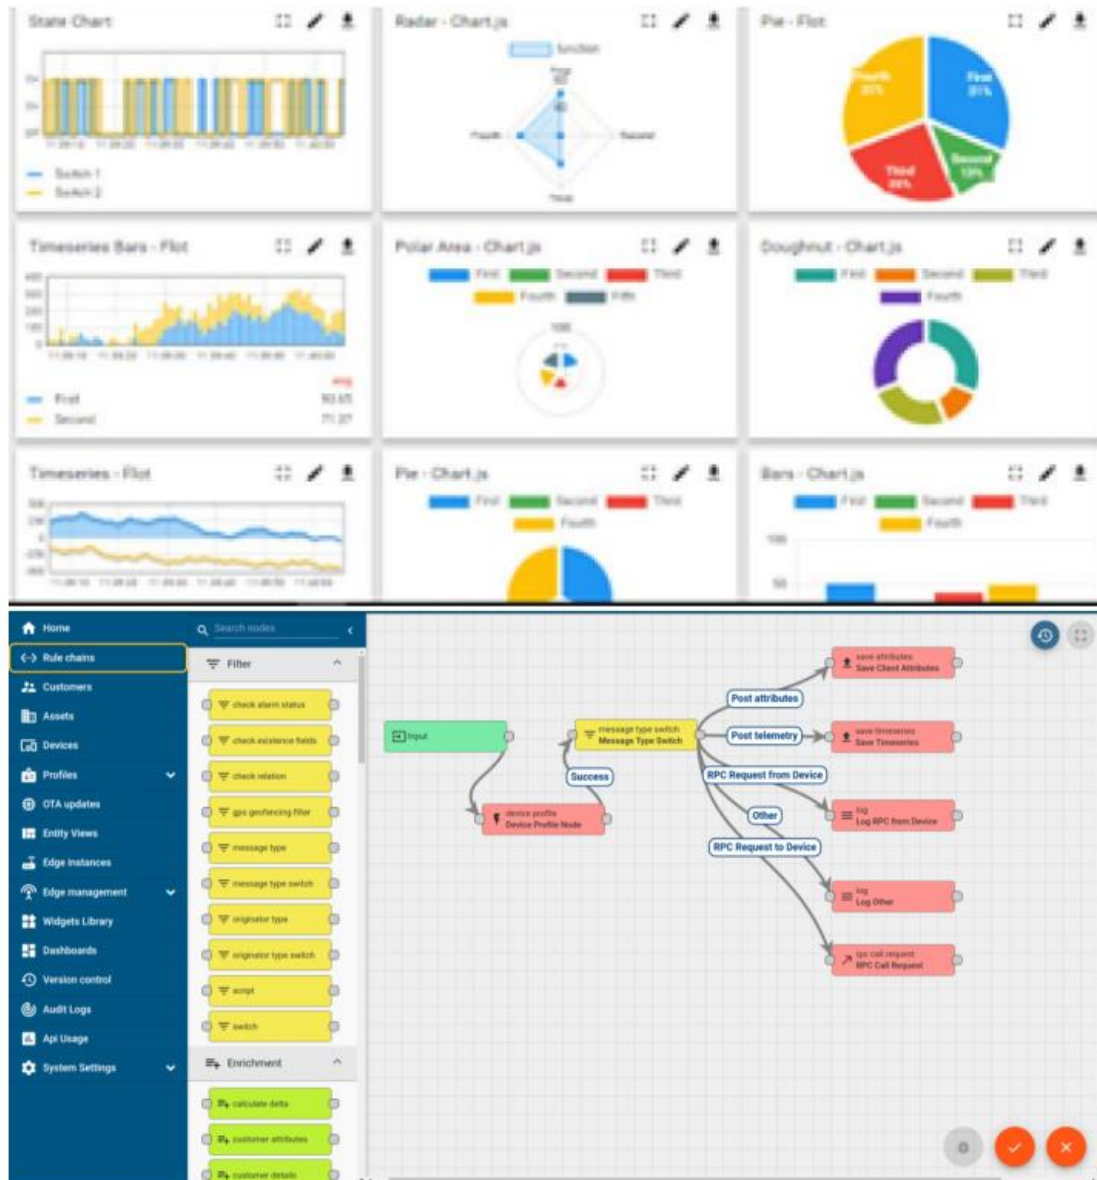 State Chart
Switch 1
Switch 2
Radar - Chart.js
function
Fourth
Second
Third
Pie - Flot
Fourth
First
31%
Second
Third
Timeseries Bars - Flot
avg
First
Second
Polar Area - Chart.js
First Second Third
Fourth Fifth
100
Doughnut - Chart.js
First Second Third
Fourth
Timeseries - Flot
Pie - Chart.js
First Second Third
Fourth
Bars - Chart.js
First Second Third
Fourth
100
50
Home
Rule chains
Customers
Assets
Devices
Profiles
OTA updates
Entity Views
Edge instances
Edge management
Widgets Library
Dashboards
Version control
Audit Logs
Api Usage
System Settings
Search nodes
Filter
check alarm status
check existence fields
check relation
gps geofencing filter
message type
message type switch
originator type
originator type switch
script
switch
Enrichment
calculate delta
customer attributes
customer details
Input
device profile
Device Profile Node
Success
message type switch
Message Type Switch
Post attributes
Post telemetry
RPC Request from Device
Other
RPC Request to Device
save attributes
Save Client Attributes
save timeseries
Save Timeseries
log
Log RPC from Device
log
Log Other
rpc call request
RPC Call Request